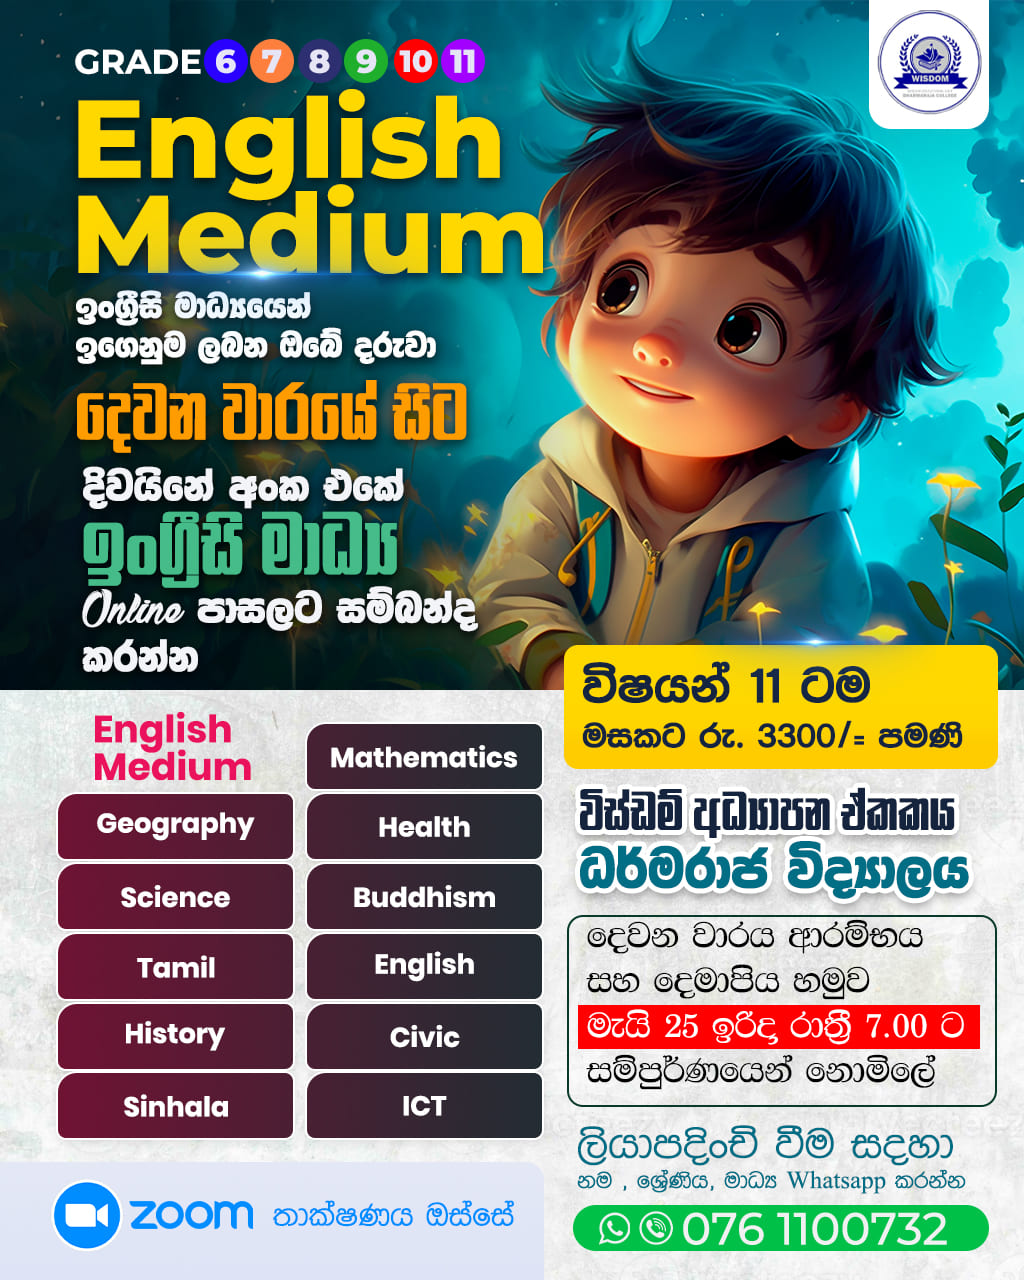 GRADE 6 7 8 9 10 11
WISDOM
DHARMARAJA COLLEGE
English
Medium
ඉංග්‍රීසි මාධ්‍යයෙන්
ඉගෙනුම ලබන ඔබේ දරුවා
දෙවන වාරයේ සිට
දිවයිනේ අංක එකේ
ඉංග්‍රීසි මාධ්‍ය
Online පාසලට සම්බන්ද
කරන්න
විෂයන් 11 ටම
මසකට රු. 3300/= පමණි
English
Medium
Mathematics
Geography
Health
Science
Buddhism
Tamil
English
History
Civic
Sinhala
ICT
විස්ඩම් අධ්‍යාපන ඒකකය
ධර්මරාජ විද්‍යාලය
දෙවන වාරය ආරම්භය
සහ දෙමාපිය හමුව
මැයි 25 ඉරිදා රාත්‍රී 7.00 ට
සම්පුර්ණයෙන් නොමිලේ
ලියාපදිංචි වීම සදහා
නම , ශ්‍රේණිය, මාධ්‍ය Whatsapp කරන්න
076 1100732
zoom තාක්ෂණය ඔස්සේ